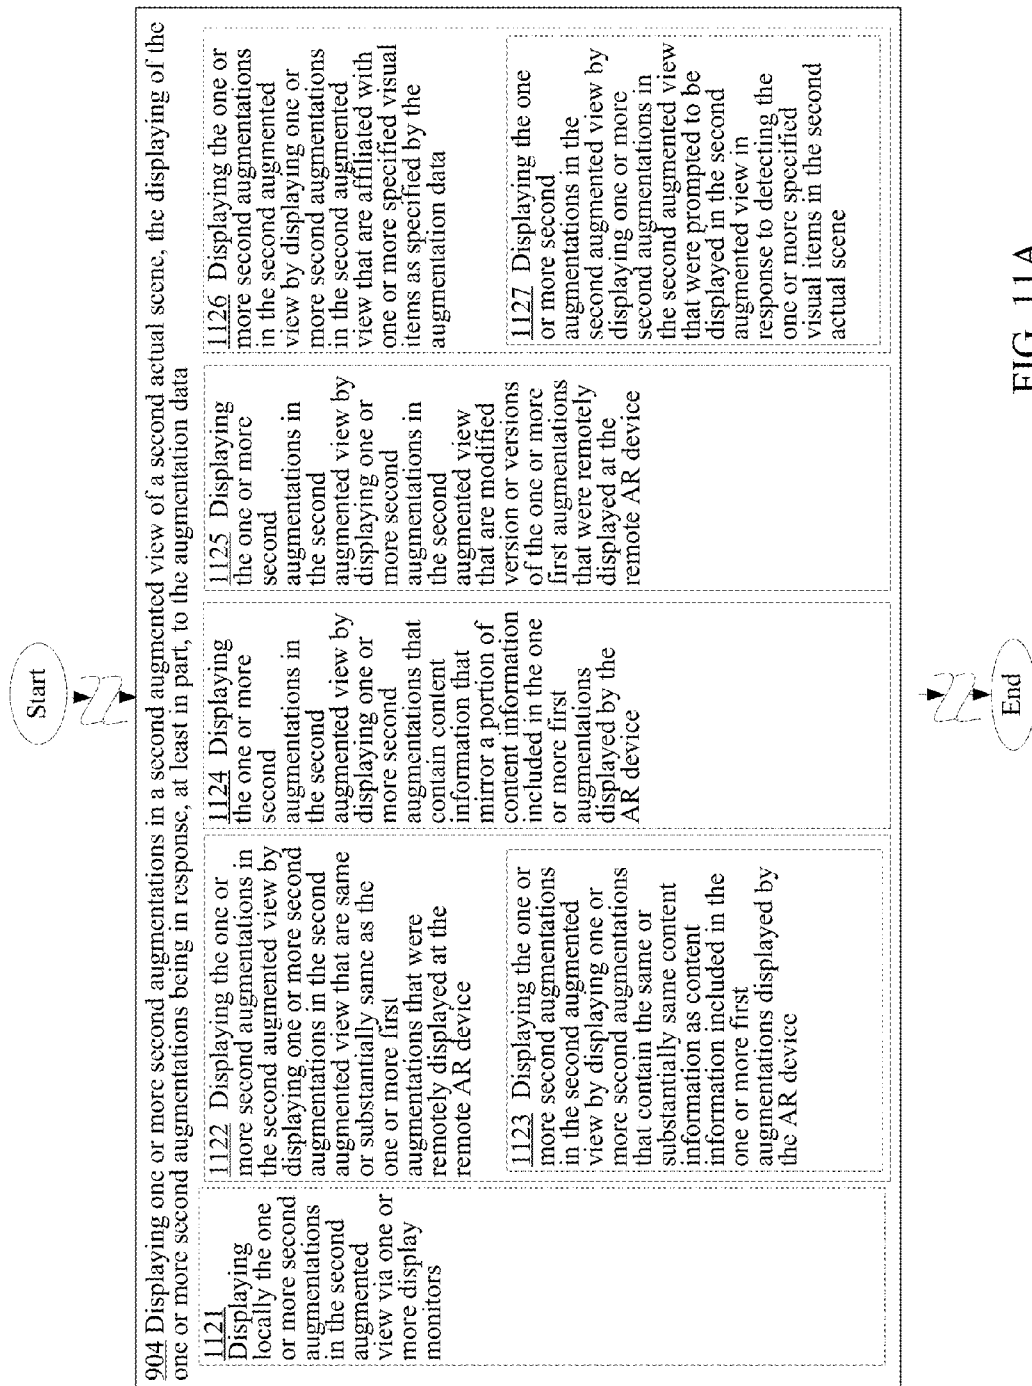 Start
904 Displaying one or more second augmentations in a second augmented view of a second actual scene, the displaying of the
one or more second augmentations being in response, at least in part, to the augmentation data
1121
Displaying
locally the one
or more second
augmentations
in the second
augmented
view via one or
more display
monitors
1122 Displaying the one or
more second augmentations in
the second augmented view by
displaying one or more second
augmentations in the second
augmented view that are same
or substantially same as the
one or more first
augmentations that were
remotely displayed at the
remote AR device
1123 Displaying the one or
more second augmentations
in the second augmented
view by displaying one or
more second augmentations
that contain the same or
substantially same content
information as content
information included in the
one or more first
augmentations displayed by
the AR device
1124 Displaying
the one or more
second
augmentations in
the second
augmented view by
displaying one or
more second
augmentations that
contain content
information that
mirror a portion of
content information
included in the one
or more first
augmentations
displayed by the
AR device
1125 Displaying
the one or more
second
augmentations in
the second
augmented view by
displaying one or
more second
augmentations in
the second
augmented view
that are modified
version or versions
of the one or more
first augmentations
that were remotely
displayed at the
remote AR device
1126 Displaying the one or
more second augmentations
in the second augmented
view by displaying one or
more second augmentations
in the second augmented
view that are affiliated with
one or more specified visual
items as specified by the
augmentation data
1127 Displaying the one
or more second
augmentations in the
second augmented view by
displaying one or more
second augmentations in
the second augmented view
that were prompted to be
displayed in the second
augmented view in
response to detecting the
one or more specified
visual items in the second
actual scene
End
FIG. 11A